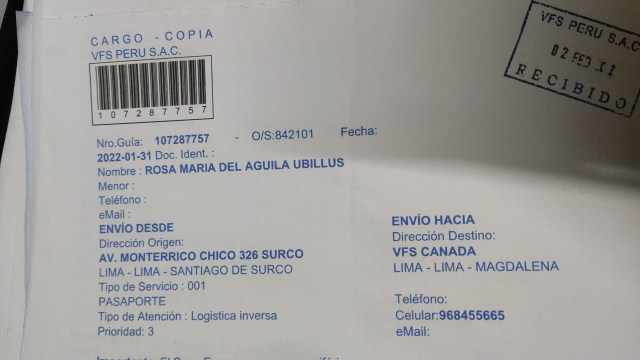 CARGO - COPIA
VFS PERU S.A.C.
107287757
VFS PERU S.A.C
02 FEB
RECIBIDO
Nro.Guía: 107287757 - O/S:842101 Fecha:
2022-01-31 Doc. Ident. :
Nombre : ROSA MARIA DEL AGUILA UBILLUS
Menor :
Teléfono :
eMail :
ENVÍO DESDE
Dirección Origen:
AV. MONTERRICO CHICO 326 SURCO
LIMA - LIMA - SANTIAGO DE SURCO
Tipo de Servicio : 001
PASAPORTE
Tipo de Atención : Logistica inversa
Prioridad: 3
ENVÍO HACIA
Dirección Destino:
VFS CANADA
LIMA - LIMA - MAGDALENA
Teléfono:
Celular:968455665
eMail: